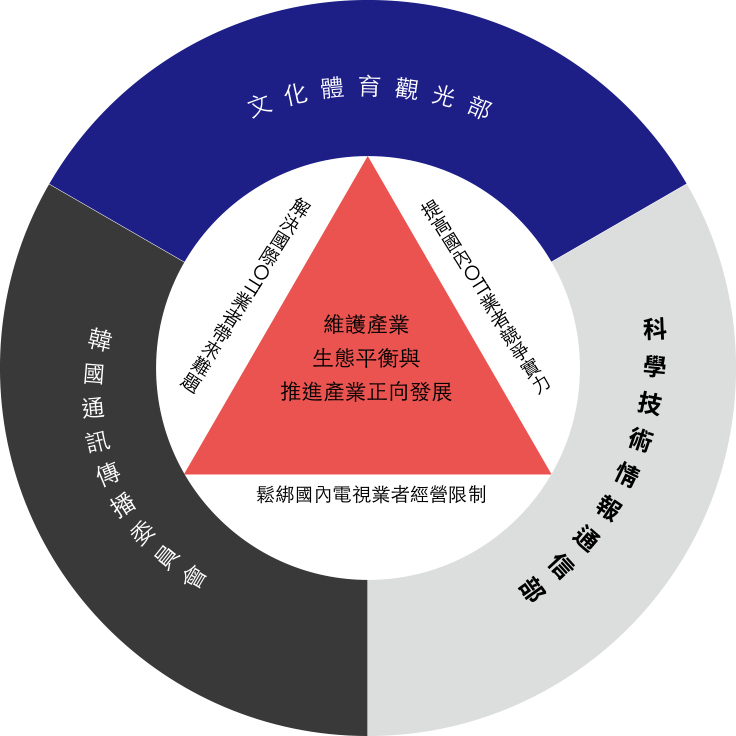 文化體育觀光部
解決國際OTT業者帶來難題
提高國內OTT業者競爭實力
維護產業
生態平衡與
推進產業正向發展
鬆綁國內電視業者經營限制
韓國通訊傳播委員會
科學技術情報通信部